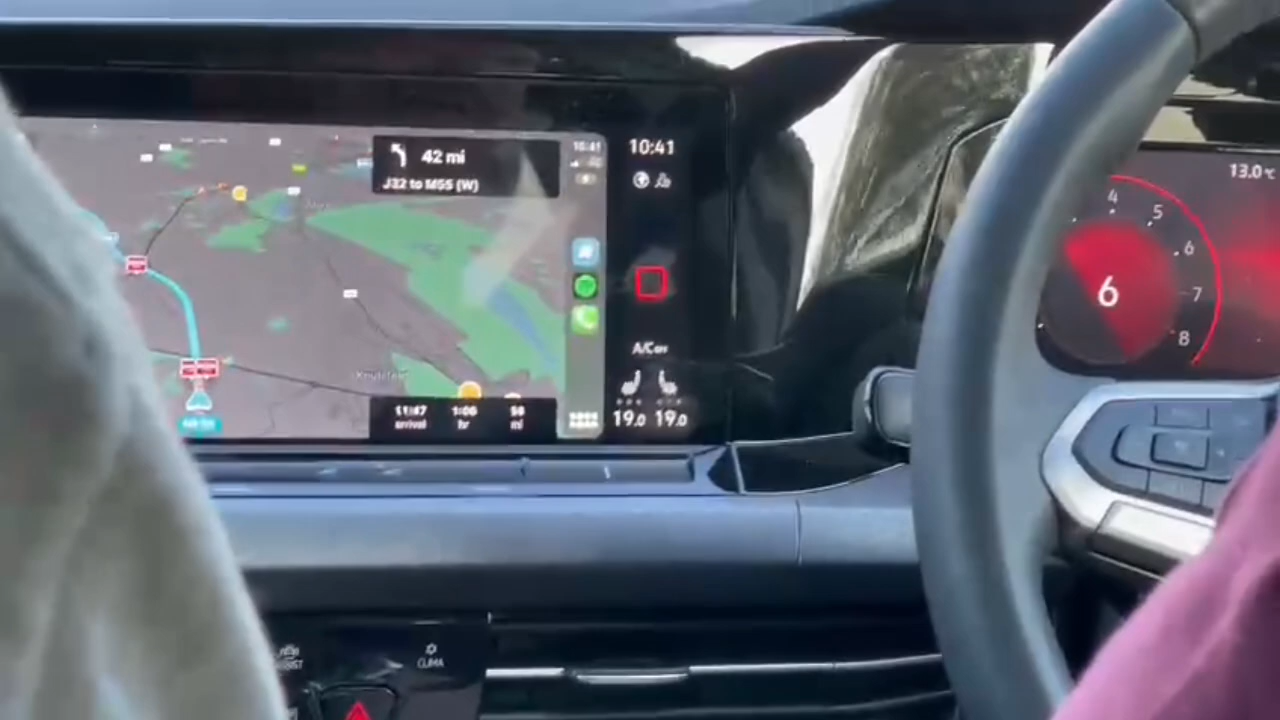 42 mi
J32 to M55 (W)
10:41
10:41
13.0°C
4
5
6
7
8
6
A/C
11:47 1:06 59
arrival hr mi
19.0 19.0
CLIMA